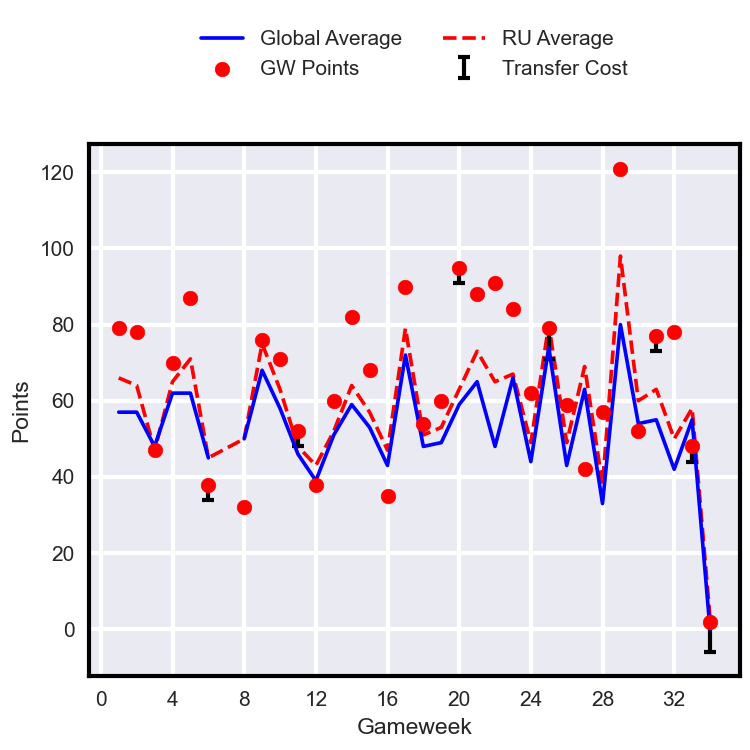 Global Average
RU Average
GW Points
Transfer Cost
Points
120
100
80
60
40
20
0
0 4 8 12 16 20 24 28 32
Gameweek